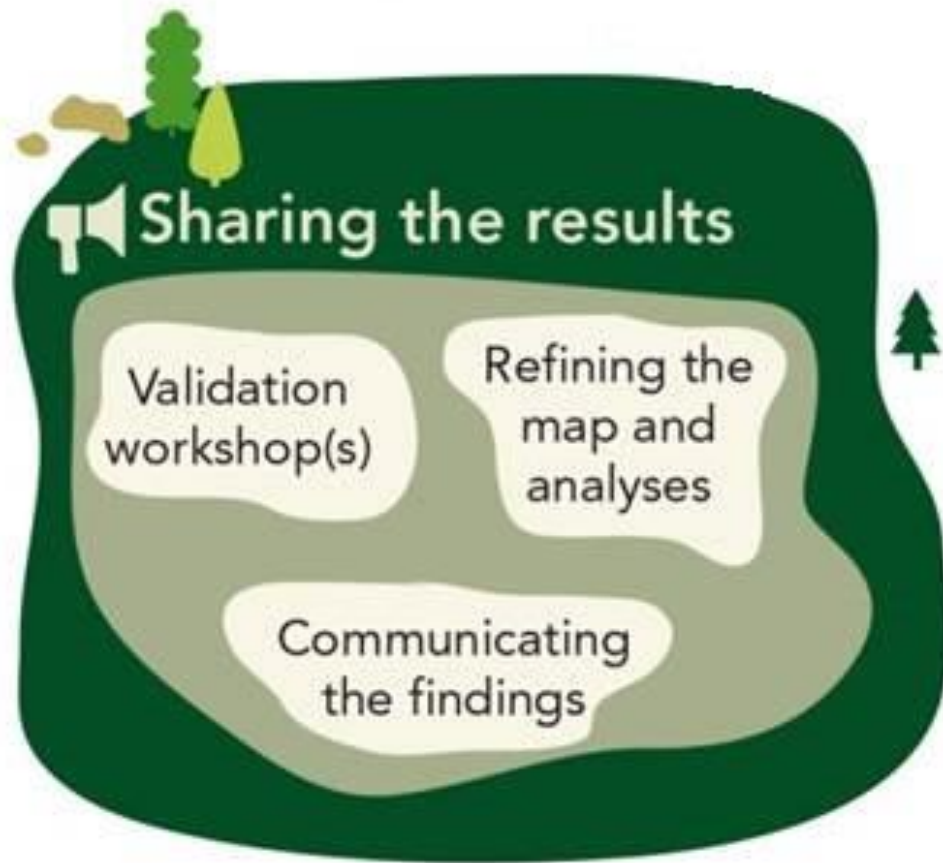 Sharing the results
Validation
workshop(s)
Refining the
map and
analyses
Communicating
the findings